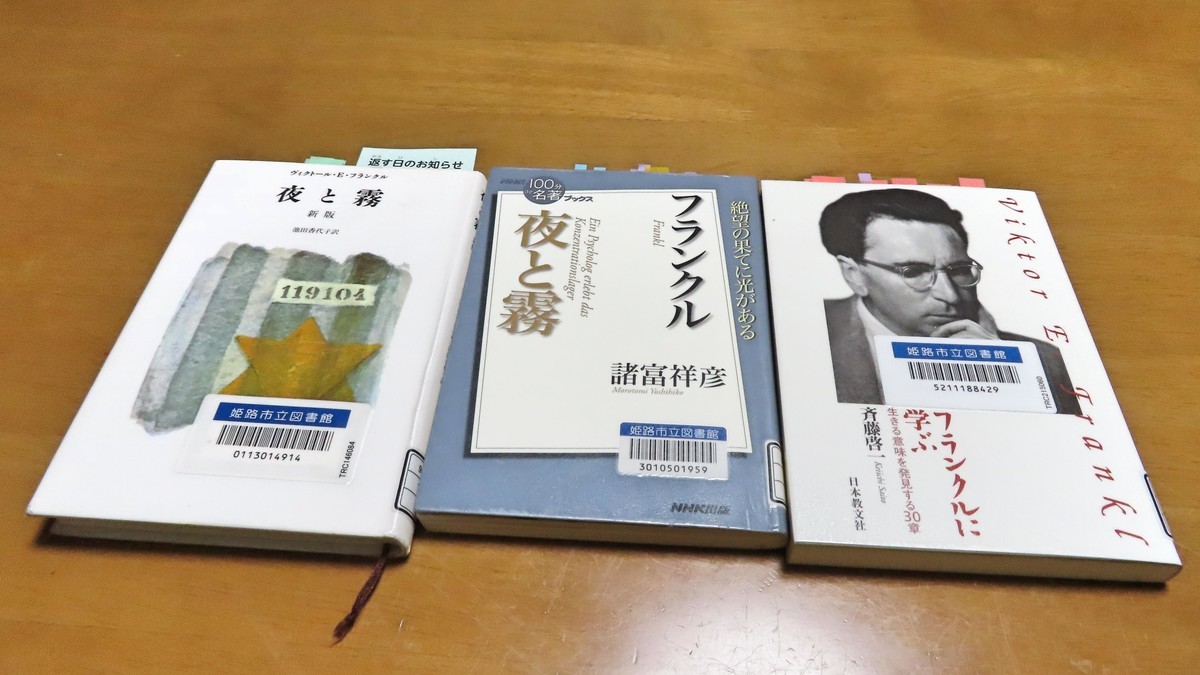 返す日のお知らせ
ヴィクトール・E・フランクル
夜と霧
新版
池田香代子訳
119104
姫路市立図書館
0113014914
TRC146084
100分
de
名著
ブックス
フランクル
Frankl
夜と霧
Ein Psycholog erlebt das
Konzentrationslager
絶望の果てに光がある
諸富祥彦
Morotomi Yoshihiko
姫路市立図書館
3010501959
NHK出版
Viktor E. Frankl
姫路市立図書館
5211188429
フランクルに
学ぶ
生きる意味を発見する30章
斉藤啓一
Keiichi Saito
日本教文社